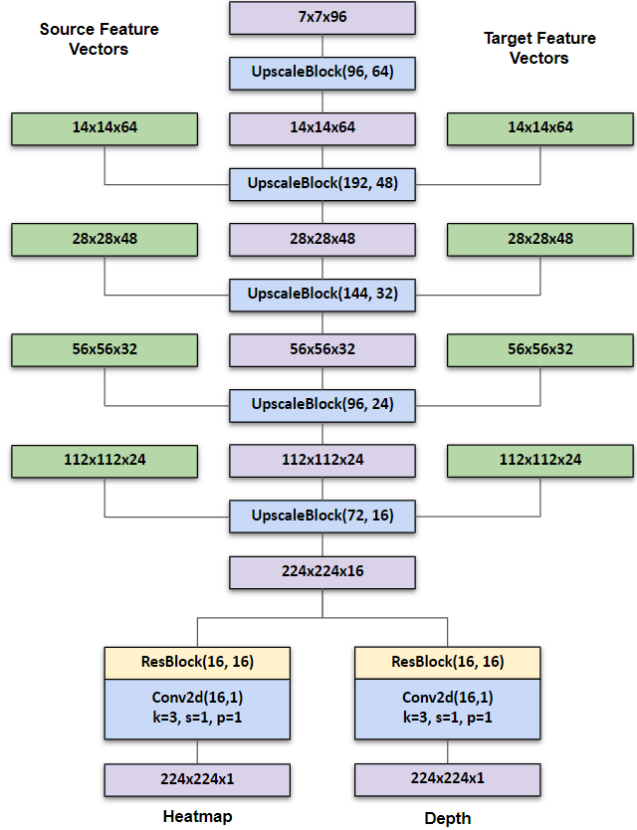 Source Feature
Vectors
7x7x96
Target Feature
Vectors
UpscaleBlock(96, 64)
14x14x64
14x14x64
14x14x64
UpscaleBlock(192, 48)
28x28x48
28x28x48
28x28x48
UpscaleBlock(144, 32)
56x56x32
56x56x32
56x56x32
UpscaleBlock(96, 24)
112x112x24
112x112x24
112x112x24
UpscaleBlock(72, 16)
224x224x16
ResBlock(16, 16)
Conv2d(16,1)
k=3, s=1, p=1
224x224x1
Heatmap
ResBlock(16, 16)
Conv2d(16,1)
k=3, s=1, p=1
224x224x1
Depth